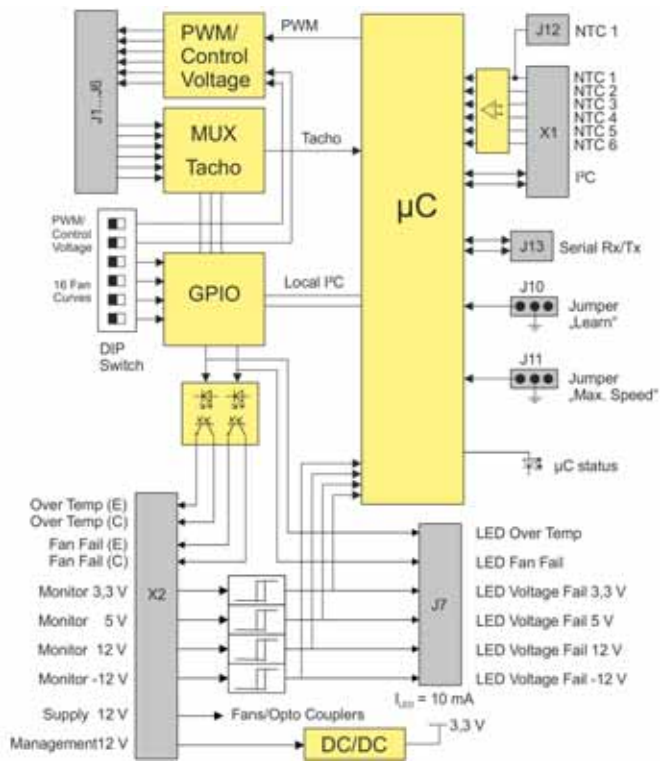 J1...J6
PWM/
Control
Voltage
PWM
J12
NTC 1
NTC 1
NTC 2
NTC 3
NTC 4
NTC 5
NTC 6
X1
I²C
MUX
Tacho
Tacho
µC
PWM/
Control
Voltage
16 Fan
Curves
DIP
Switch
GPIO
Local I²C
J13
Serial Rx/Tx
J10
Jumper
„Learn“
J11
Jumper
„Max. Speed“
µC status
Over Temp (E)
Over Temp (C)
Fan Fail (E)
Fan Fail (C)
Monitor 3,3 V
Monitor 5 V
Monitor 12 V
Monitor -12 V
Supply 12 V
Management12 V
X2
Fans/Opto Couplers
DC/DC
3,3 V
J7
LED Over Temp
LED Fan Fail
LED Voltage Fail 3,3 V
LED Voltage Fail 5 V
LED Voltage Fail 12 V
LED Voltage Fail -12 V
I LED = 10 mA